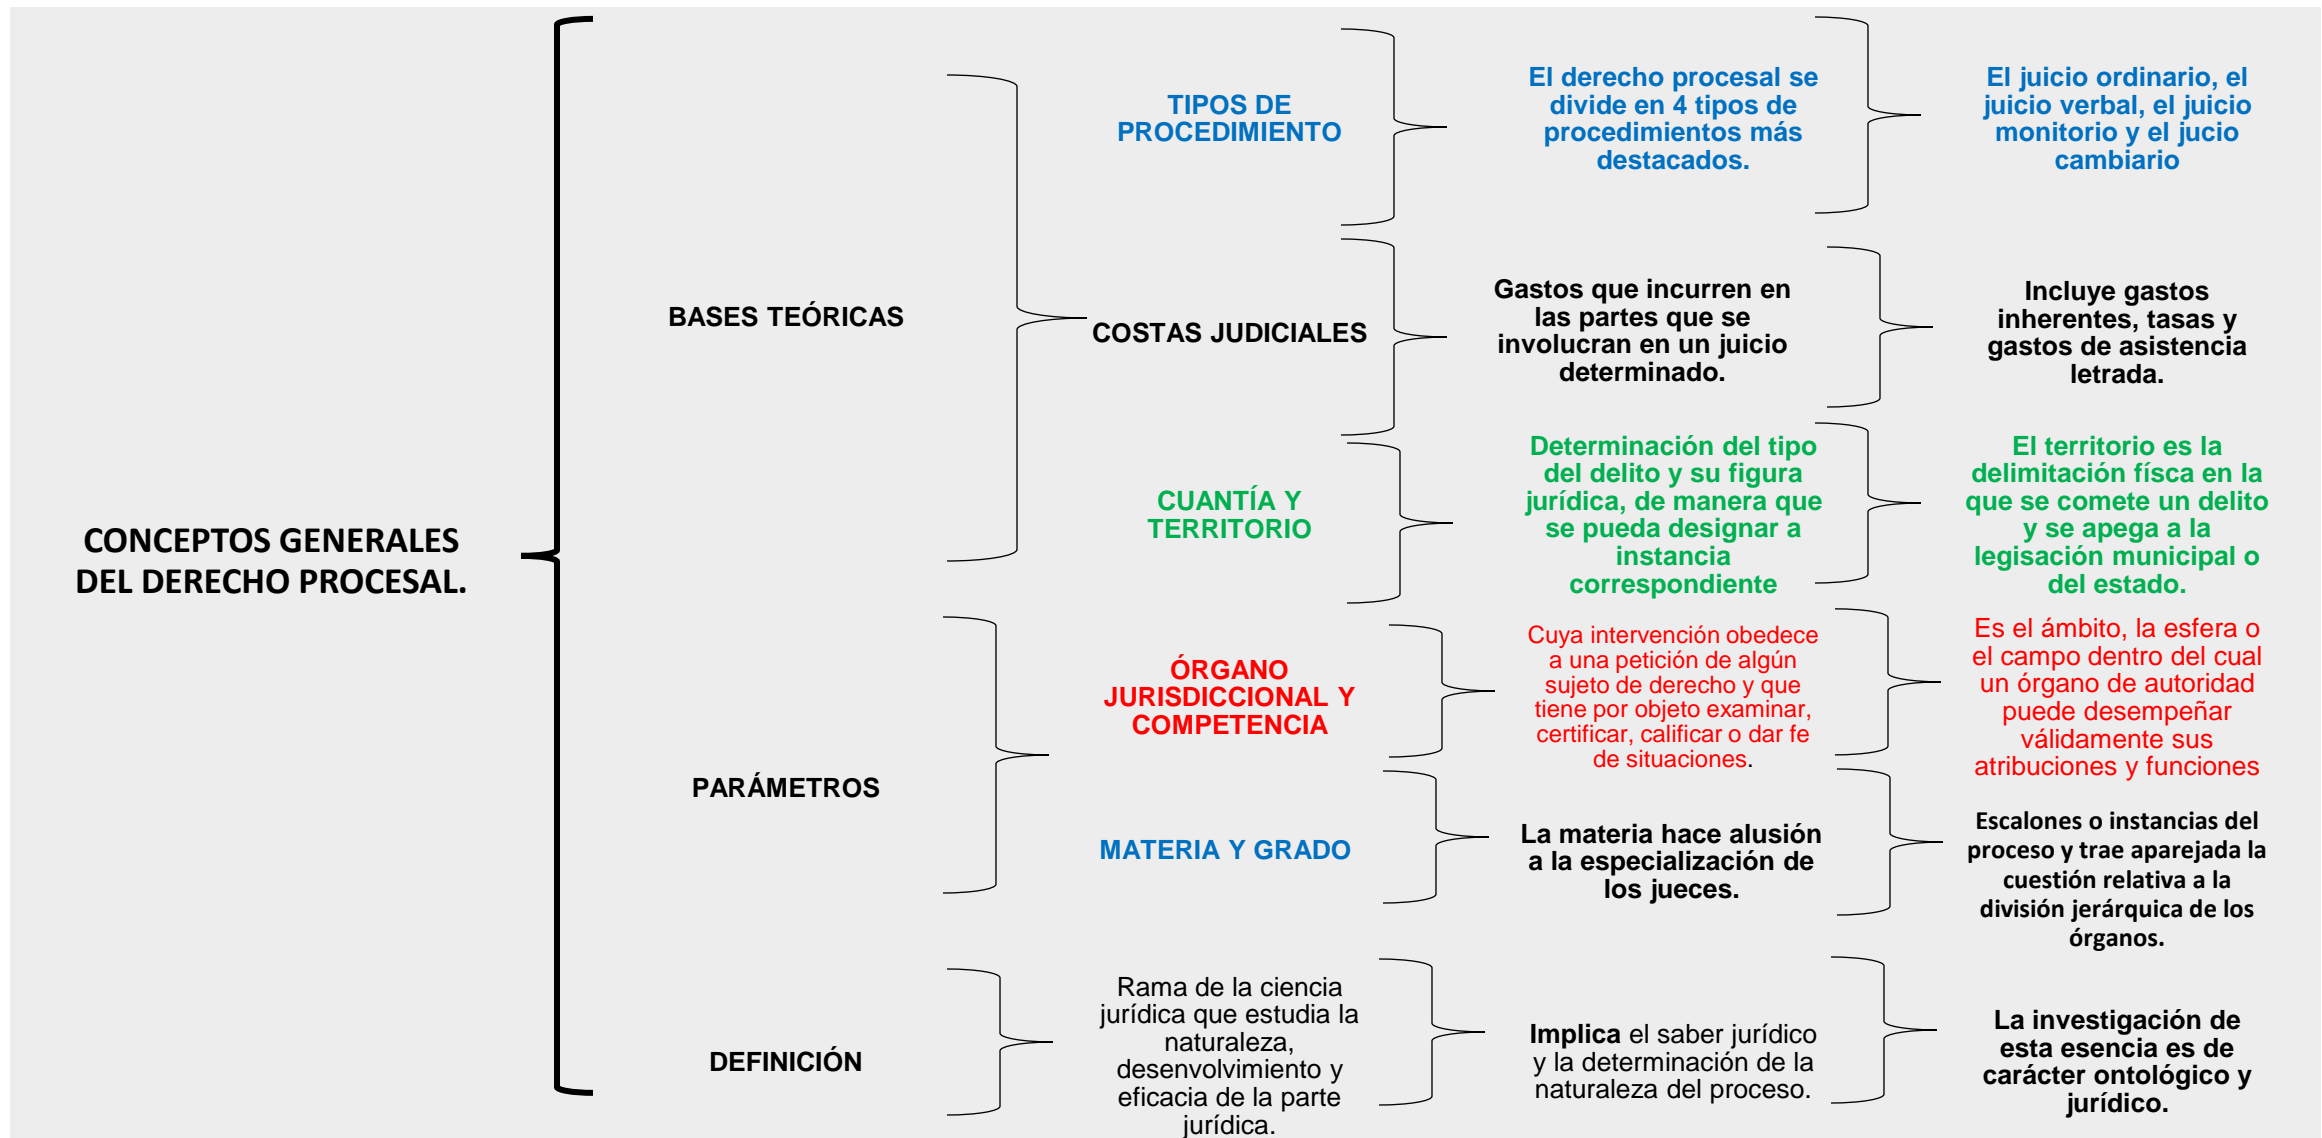 CONCEPTOS GENERALES
DEL DERECHO PROCESAL.
BASES TEÓRICAS
TIPOS DE
PROCEDIMIENTO
El derecho procesal se
divide en 4 tipos de
procedimientos más
destacados.
El juicio ordinario, el
juicio verbal, el juicio
monitorio y el jucio
cambiario
COSTAS JUDICIALES
Gastos que incurren en
las partes que se
involucran en un juicio
determinado.
Incluye gastos
inherentes, tasas y
gastos de asistencia
letrada.
CUANTÍA Y
TERRITORIO
Determinación del tipo
del delito y su figura
jurídica, de manera que
se pueda designar a
instancia
correspondiente
El territorio es la
delimitación físca en la
que se comete un delito
y se apega a la
legisación municipal o
del estado.
PARÁMETROS
ÓRGANO
JURISDICCIONAL Y
COMPETENCIA
Cuya intervención obedece
a una petición de algún
sujeto de derecho y que
tiene por objeto examinar,
certificar, calificar o dar fe
de situaciones.
Es el ámbito, la esfera o
el campo dentro del cual
un órgano de autoridad
puede desempeñar
válidamente sus
atribuciones y funciones
MATERIA Y GRADO
La materia hace alusión
a la especialización de
los jueces.
Escalones o instancias del
proceso y trae aparejada la
cuestión relativa a la
división jerárquica de los
órganos.
DEFINICIÓN
Rama de la ciencia
jurídica que estudia la
naturaleza,
desenvolvimiento y
eficacia de la parte
jurídica.
Implica el saber jurídico
y la determinación de la
naturaleza del proceso.
La investigación de
esta esencia es de
carácter ontológico y
jurídico.